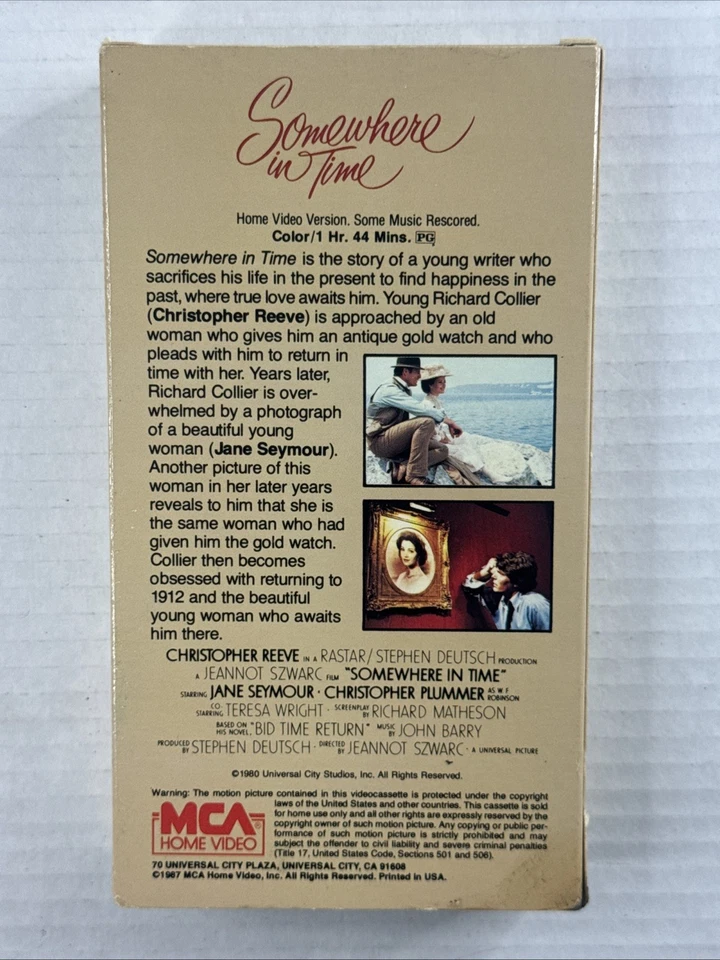 Somewhere
in Time
Home Video Version. Some Music Rescored.
Color/1 Hr. 44 Mins. PG
Somewhere in Time is the story of a young writer who
sacrifices his life in the present to find happiness in the
past, where true love awaits him. Young Richard Collier
(Christopher Reeve) is approached by an old
woman who gives him an antique gold watch and who
pleads with him to return in
time with her. Years later,
Richard Collier is over-
whelmed by a photograph
of a beautiful young
woman (Jane Seymour).
Another picture of this
woman in her later years
reveals to him that she is
the same woman who had
given him the gold watch.
Collier then becomes
obsessed with returning to
1912 and the beautiful
young woman who awaits
him there.
CHRISTOPHER REEVE IN A RASTAR/STEPHEN DEUTSCH PRODUCTION
A JEANNOT SZWARC FILM "SOMEWHERE IN TIME"
STARRING JANE SEYMOUR · CHRISTOPHER PLUMMER AS W. F. ROBINSON
CO-STARRING TERESA WRIGHT · SCREENPLAY BY RICHARD MATHESON
BASED ON HIS NOVEL, "BID TIME RETURN" MUSIC BY JOHN BARRY
PRODUCED BY STEPHEN DEUTSCH · DIRECTED BY JEANNOT SZWARC · A UNIVERSAL PICTURE
©1980 Universal City Studios, Inc. All Rights Reserved.
Warning: The motion picture contained in this videocassette is protected under the copyright
laws of the United States and other countries. This cassette is sold
for home use only and all other rights are expressly reserved by the
copyright owner of such motion picture. Any copying or public per-
formance of such motion picture is strictly prohibited and may
subject the offender to civil liability and severe criminal penalties
(Title 17, United States Code, Sections 501 and 506).
MCA®
HOME VIDEO
70 UNIVERSAL CITY PLAZA, UNIVERSAL CITY, CA 91608
©1987 MCA Home Video, Inc. All Rights Reserved. Printed in USA.